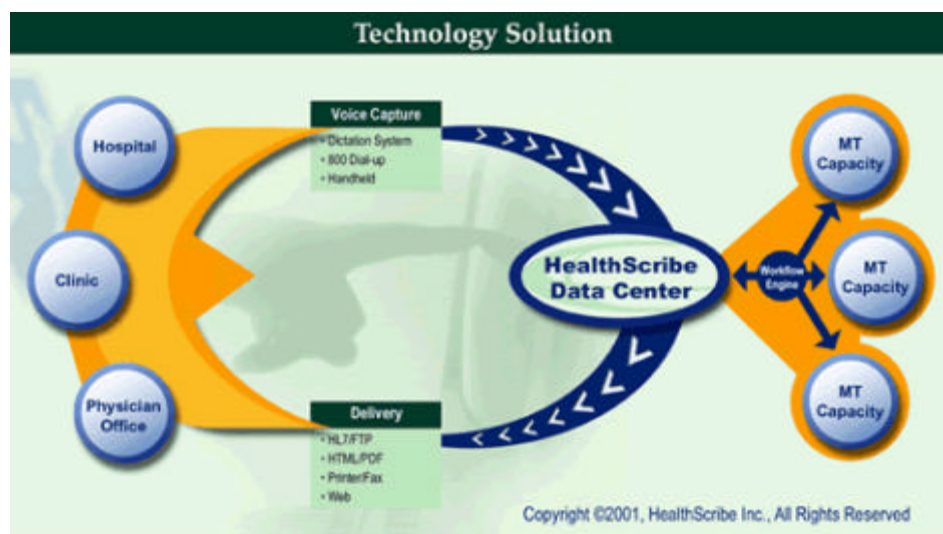 Technology Solution
Hospital
Clinic
Physician
Office
Voice Capture
• Dictation System
• 800 Dial-up
• Handheld
Delivery
• HL7/FTP
• HTML/PDF
• Printer/Fax
• Web
HealthScribe
Data Center
Workflow
Engine
MT
Capacity
MT
Capacity
MT
Capacity
Copyright ©2001, HealthScribe Inc., All Rights Reserved